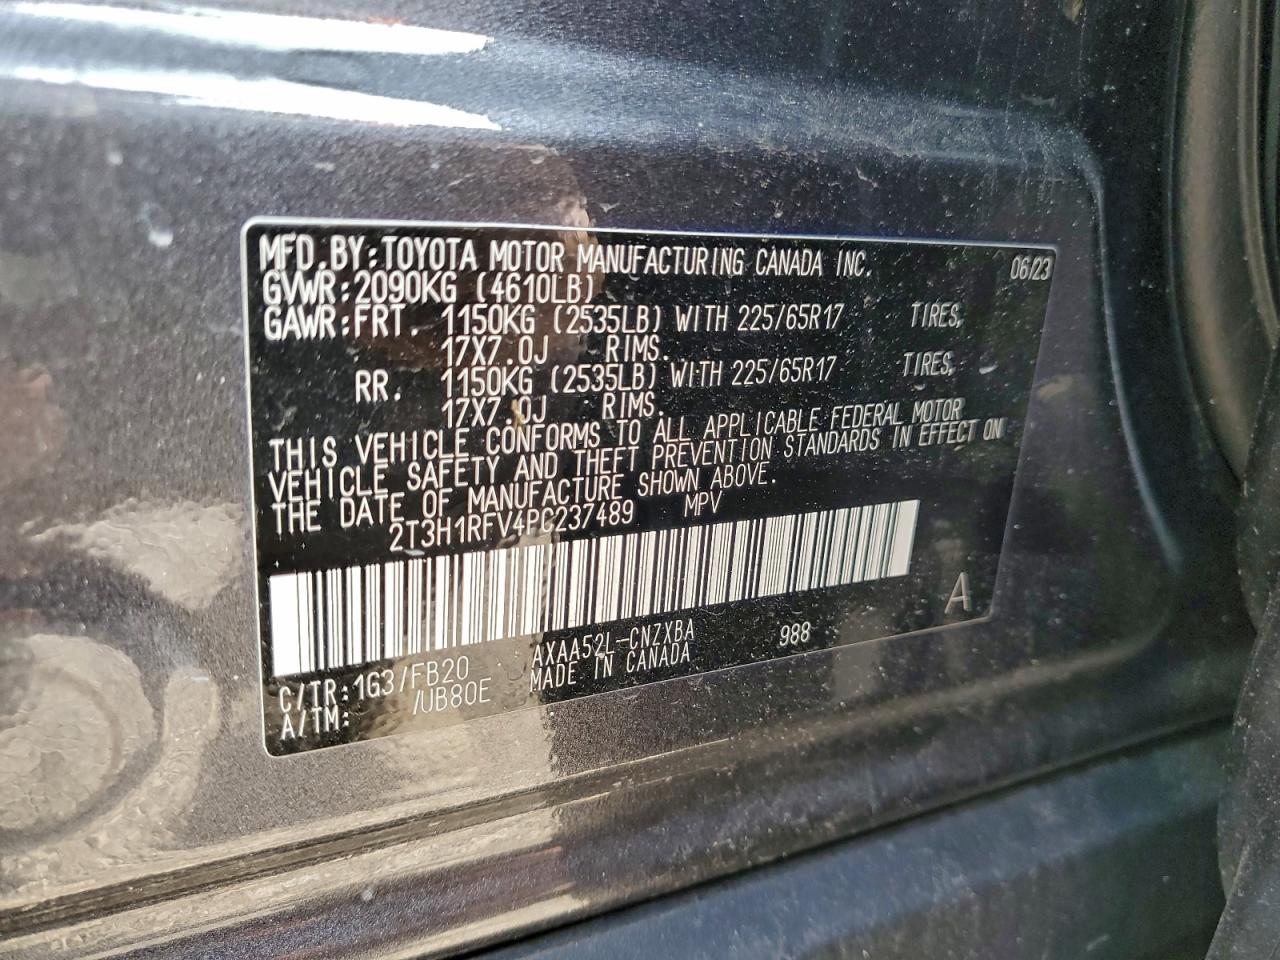 MFD.BY:TOYOTA MOTOR MANUFACTURING CANADA INC. 06/23
GVWR:2090KG (4610LB)
GAWR:FRT. 1150KG (2535LB) WITH 225/65R17 TIRES,
17X7.0J RIMS.
RR. 1150KG (2535LB) WITH 225/65R17 TIRES,
17X7.0J RIMS.
THIS VEHICLE CONFORMS TO ALL APPLICABLE FEDERAL MOTOR
VEHICLE SAFETY AND THEFT PREVENTION STANDARDS IN EFFECT ON
THE DATE OF MANUFACTURE SHOWN ABOVE.
2T3H1RFV4PC237489 MPV
A
C/TR:1G3/FB20 AXAA52L-CNZXBA 988
A/TM: /UB80E MADE IN CANADA